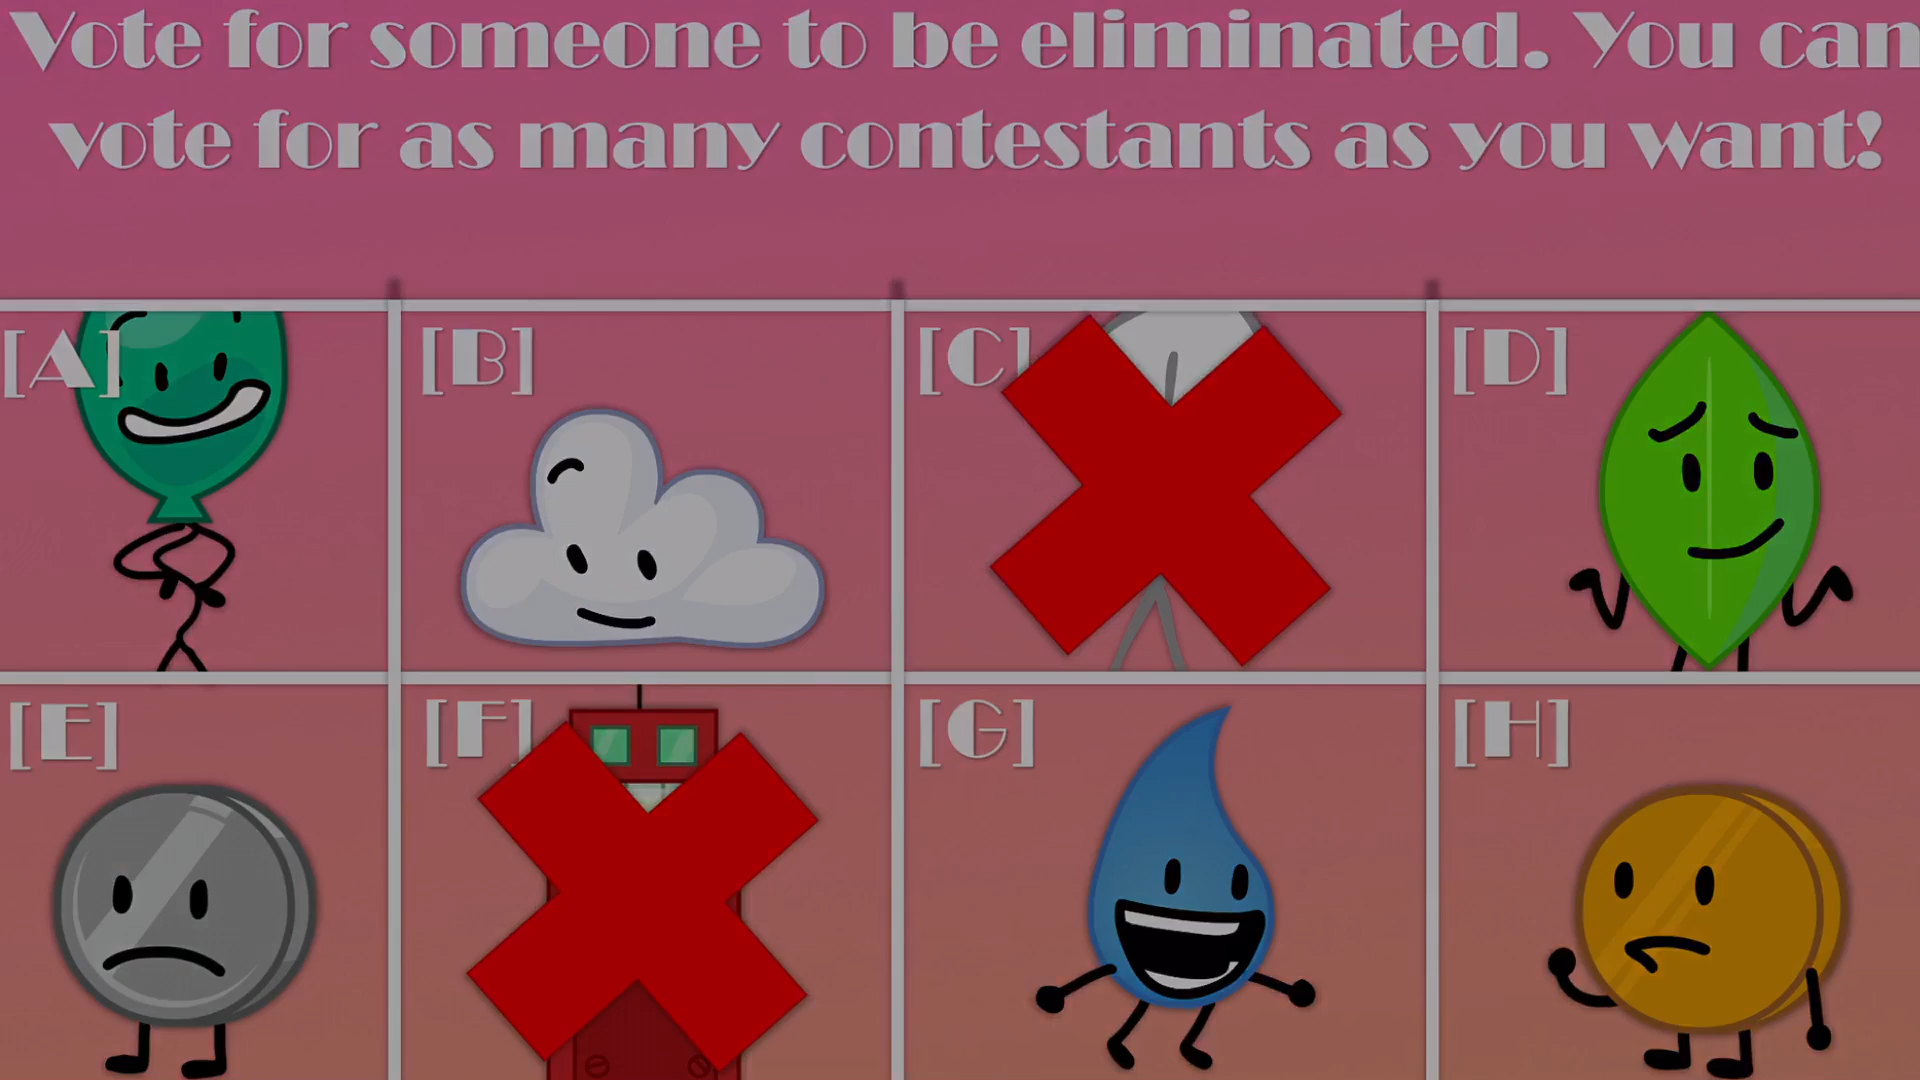 Vote for someone to be eliminated. You can
vote for as many contestants as you want!
[A]
[B]
[C]
[D]
[E]
[F]
[G]
[H]